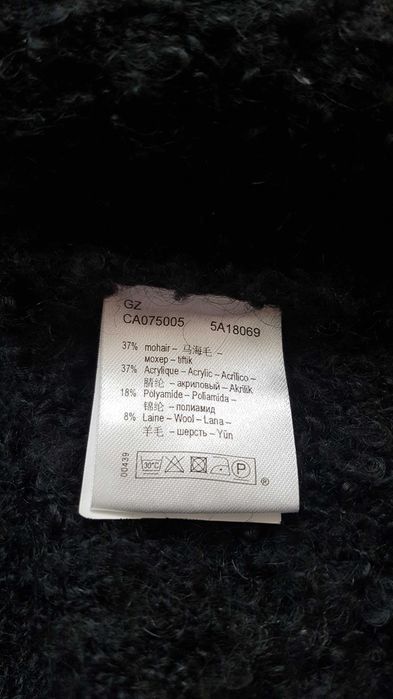 GZ
CA075005 5A18069
37% mohair – 马海毛 –
мохер – tiftik
37% Acrylique – Acrylic – Acrílico –
腈纶 – акриловый – Akrilik
18% Polyamide – Poliamida –
锦纶 – полиамид
8% Laine – Wool – Lana –
羊毛 – шерсть – Yün
00439
30°C P ®